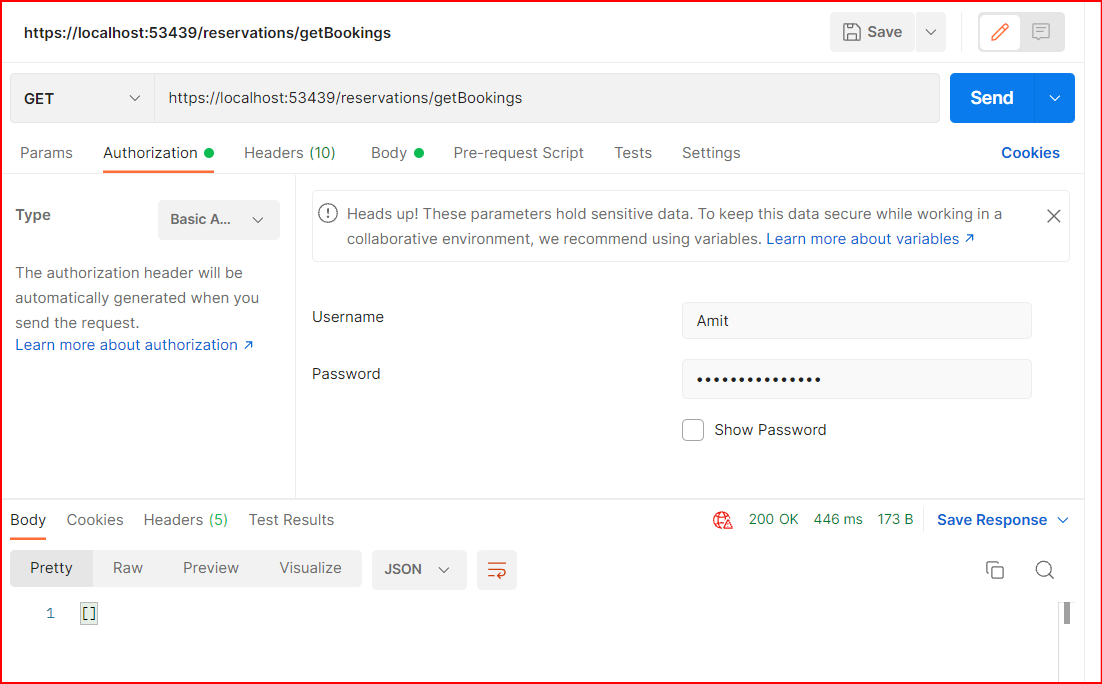 https://localhost:53439/reservations/getBookings
Save
GET
https://localhost:53439/reservations/getBookings
Send
Params Authorization Headers (10) Body Pre-request Script Tests Settings Cookies
Type
Basic A...
The authorization header will be
automatically generated when you
send the request.
Learn more about authorization ↗
Heads up! These parameters hold sensitive data. To keep this data secure while working in a
collaborative environment, we recommend using variables. Learn more about variables ↗
Username
Amit
Password
•••••••••••••••
Show Password
Body Cookies Headers (5) Test Results
200 OK 446 ms 173 B Save Response
Pretty Raw Preview Visualize JSON
1 []